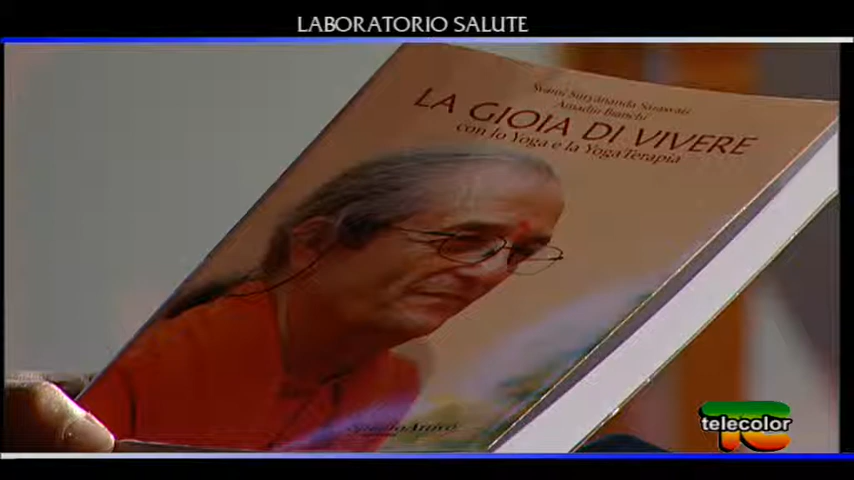 LABORATORIO SALUTE
Swami Suryananda Saraswati
Amadio Bianchi
LA GIOIA DI VIVERE
con lo Yoga e la YogaTerapia
telecolor